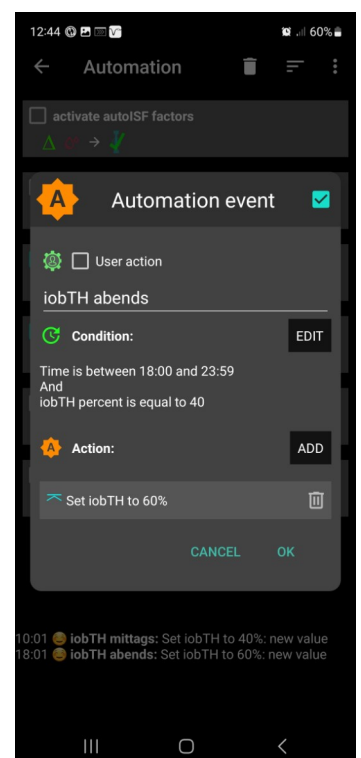 12:44
60%
Automation
activate autoISF factors
Automation event
User action
iobTH abends
Condition:
EDIT
Time is between 18:00 and 23:59
And
iobTH percent is equal to 40
A
Action:
ADD
Set iobTH to 60%
CANCEL
OK
10:01 😄 iobTH mittags: Set iobTH to 40%: new value
18:01 😄 iobTH abends: Set iobTH to 60%: new value